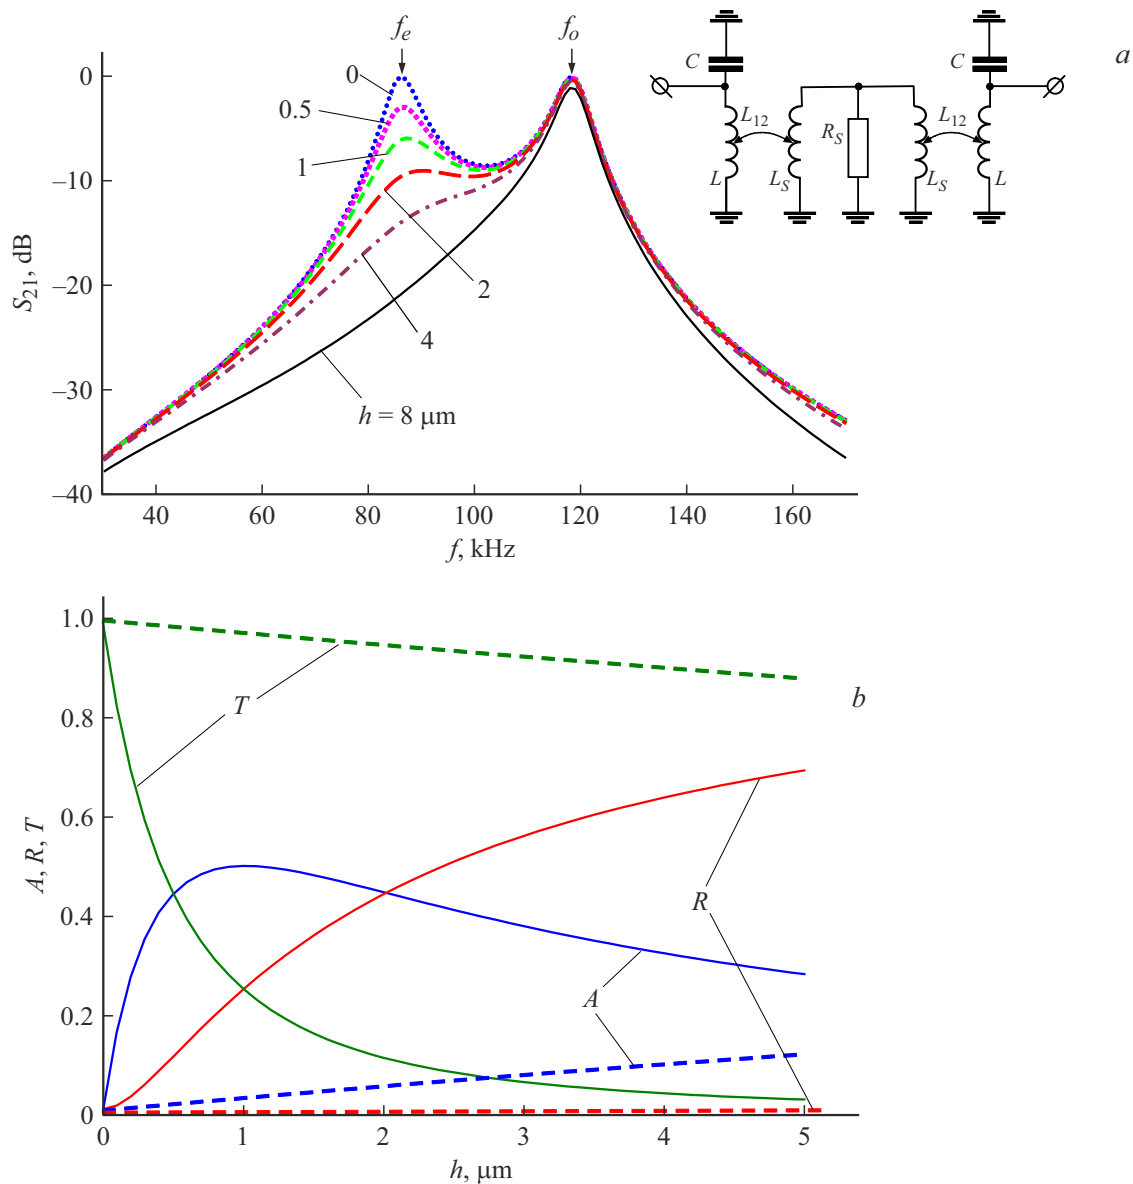 f_e
f_o
a
0
0
0.5
1
–10
2
–20
4
h = 8 μm
–30
–40
S_21, dB
40
60
80
100
120
140
160
f, kHz
C
C
L_12
R_S
L_12
L
L_S
L_S
L
1.0
0.8
0.6
0.4
0.2
0
A, R, T
T
b
R
A
0
1
2
3
4
5
h, μm